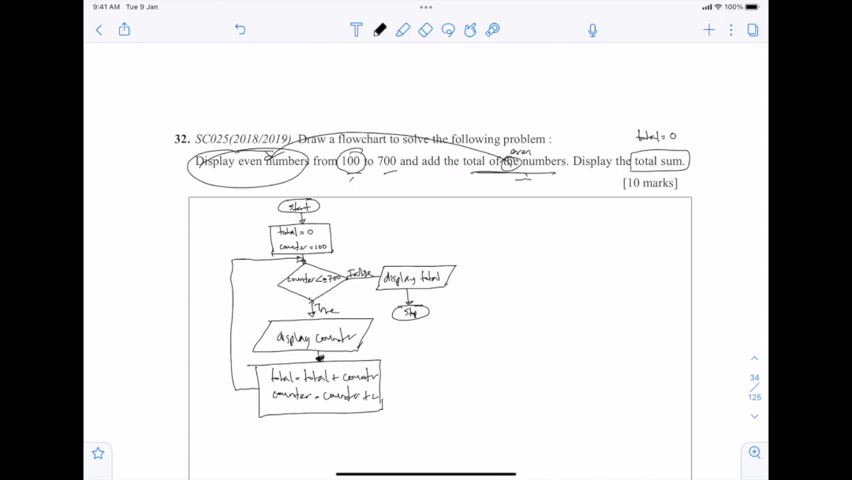 9:41 AM Tue 9 Jan
100%
total = 0
32. SC025(2018/2019) Draw a flowchart to solve the following problem :
even
Display even numbers from 100 to 700 and add the total of the numbers. Display the total sum.
[10 marks]
Start
total = 0
counter = 100
counter <= 700
False
display total
True
Stop
display counter
total = total + counter
counter = counter + 2
34
125